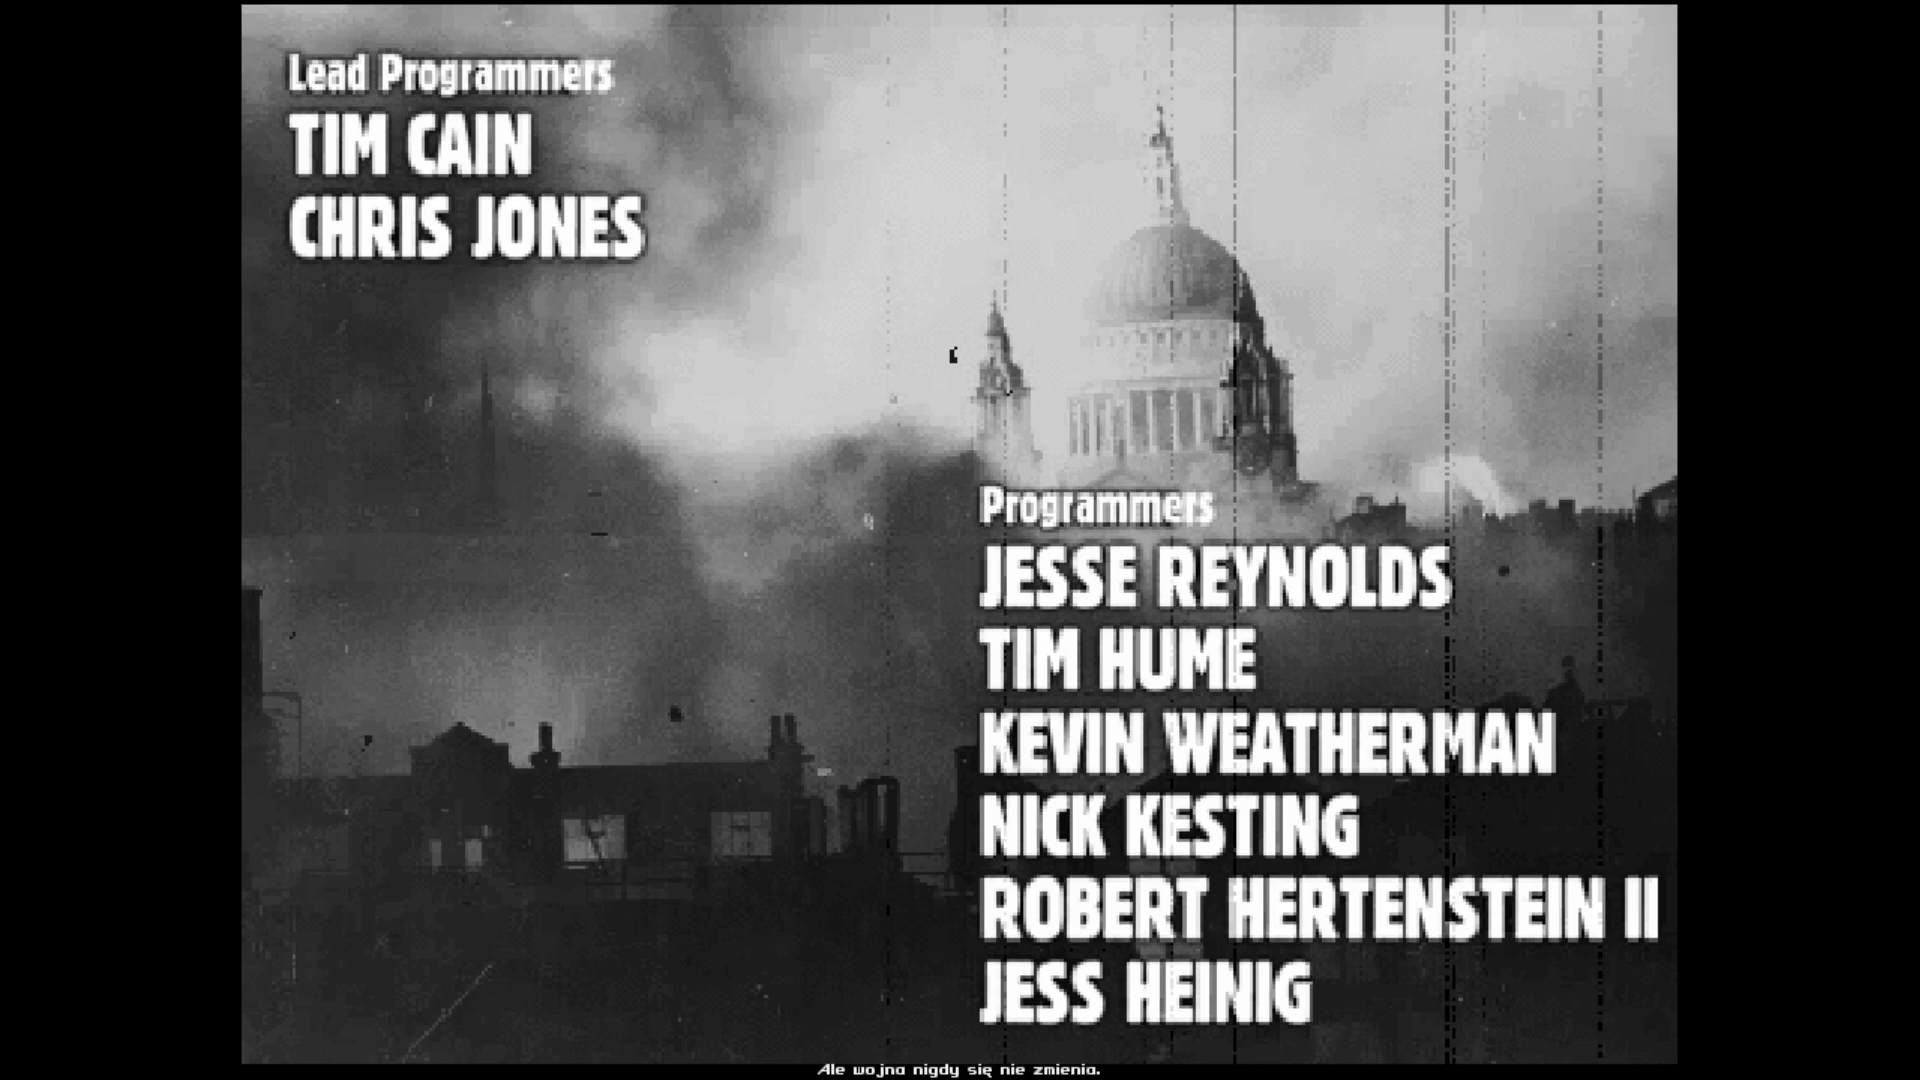 Lead Programmers
TIM CAIN
CHRIS JONES
Programmers
JESSE REYNOLDS
TIM HUME
KEVIN WEATHERMAN
NICK KESTING
ROBERT HERTENSTEIN II
JESS HEINIG
Ale wojna nigdy się nie zmienia.